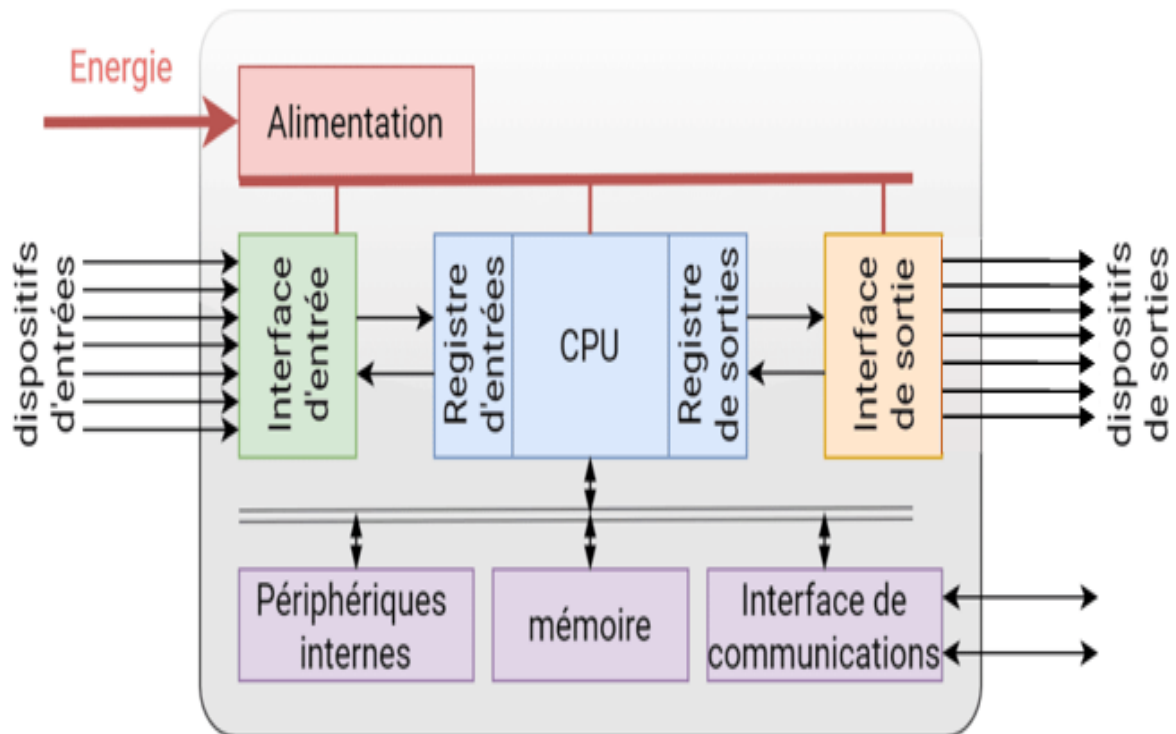 Energie
Alimentation
dispositifs
d'entrées
Interface
d'entrée
Registre
d'entrées
CPU
Registre
de sorties
Interface
de sortie
dispositifs
de sorties
Périphériques
internes
mémoire
Interface de
communications